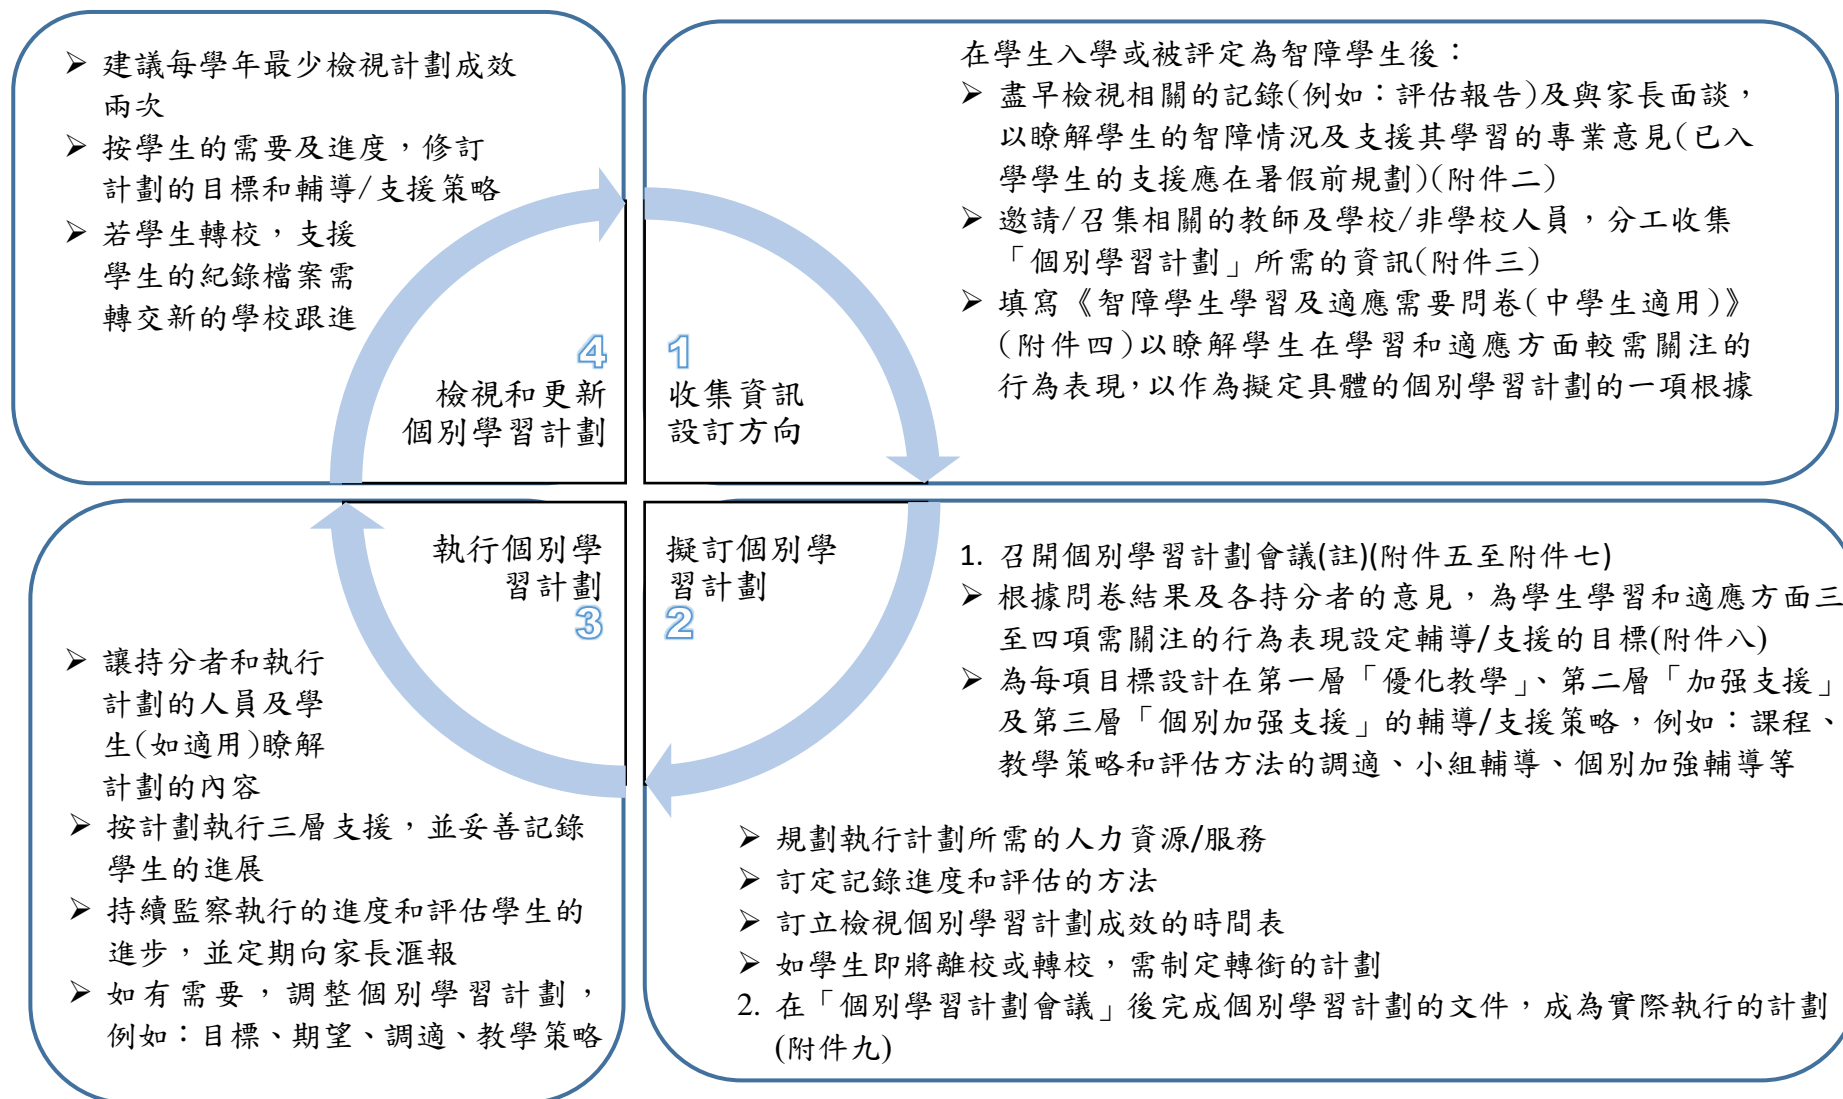 ➢ 建議每學年最少檢視計劃成效
兩次
➢ 按學生的需要及進度，修訂
計劃的目標和輔導/支援策略
➢ 若學生轉校，支援
學生的紀錄檔案需
轉交新的學校跟進
4
檢視和更新
個別學習計劃
在學生入學或被評定為智障學生後：
➢ 盡早檢視相關的記錄(例如：評估報告)及與家長面談，
以瞭解學生的智障情況及支援其學習的專業意見(已入
學學生的支援應在暑假前規劃)(附件二)
➢ 邀請/召集相關的教師及學校/非學校人員，分工收集
「個別學習計劃」所需的資訊(附件三)
➢ 填寫《智障學生學習及適應需要問卷(中學生適用)》
(附件四)以瞭解學生在學習和適應方面較需關注的
行為表現，以作為擬定具體的個別學習計劃的一項根據
1
收集資訊
設訂方向
執行個別學
習計劃
3
➢ 讓持分者和執行
計劃的人員及學
生(如適用)瞭解
計劃的內容
➢ 按計劃執行三層支援，並妥善記錄
學生的進展
➢ 持續監察執行的進度和評估學生的
進步，並定期向家長滙報
➢ 如有需要，調整個別學習計劃，
例如：目標、期望、調適、教學策略
擬訂個別學
習計劃
2
1. 召開個別學習計劃會議(註)(附件五至附件七)
➢ 根據問卷結果及各持分者的意見，為學生學習和適應方面三
至四項需關注的行為表現設定輔導/支援的目標(附件八)
➢ 為每項目標設計在第一層「優化教學」、第二層「加强支援」
及第三層「個別加强支援」的輔導/支援策略，例如：課程、
教學策略和評估方法的調適、小組輔導、個別加強輔導等
➢ 規劃執行計劃所需的人力資源/服務
➢ 訂定記錄進度和評估的方法
➢ 訂立檢視個別學習計劃成效的時間表
➢ 如學生即將離校或轉校，需制定轉銜的計劃
2. 在「個別學習計劃會議」後完成個別學習計劃的文件，成為實際執行的計劃
(附件九)